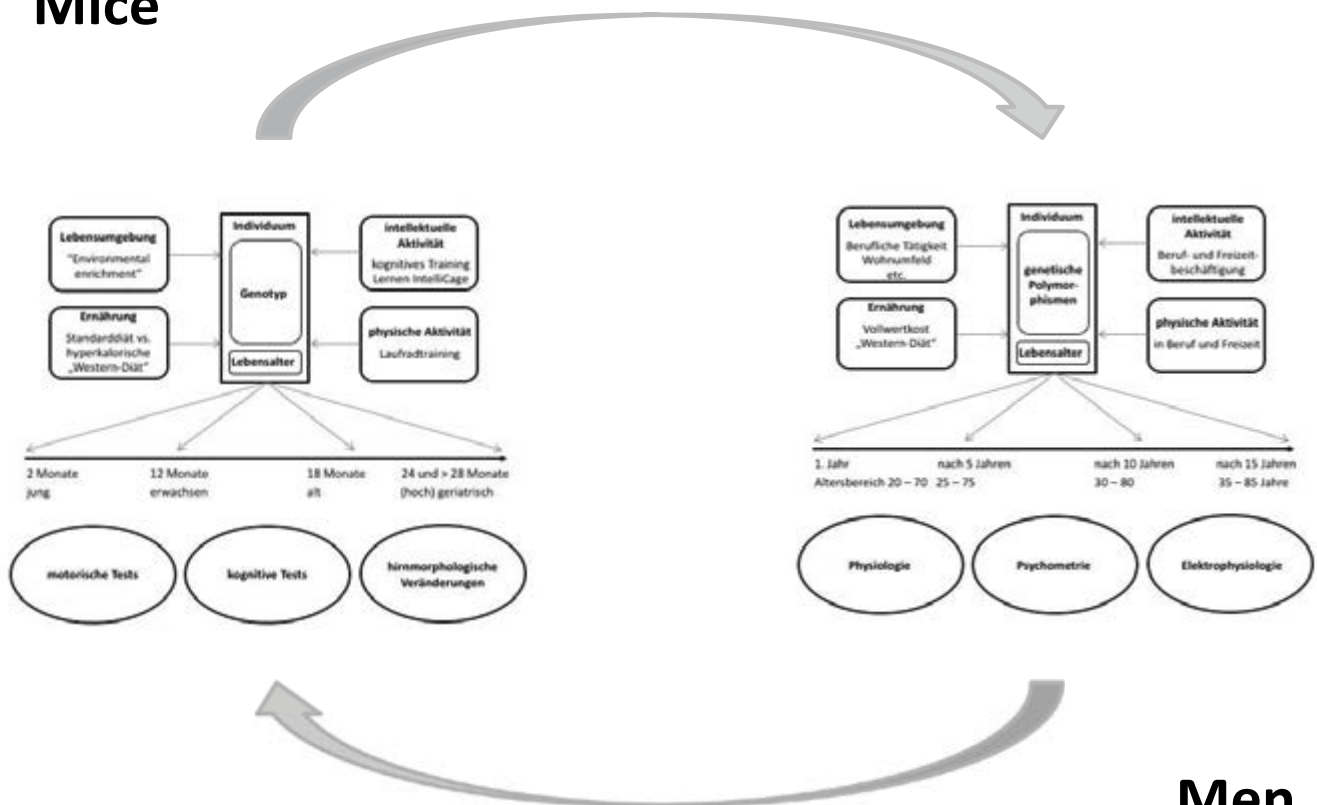 Mice
Lebensumgebung
"Environmental
enrichment"
Ernährung
Standarddiät vs.
hyperkalorische
„Western-Diät"
Individuum
Genotyp
Lebensalter
intellektuelle
Aktivität
kognitives Training
Lernen IntelliCage
physische Aktivität
Laufradtraining
2 Monate
jung
12 Monate
erwachsen
18 Monate
alt
24 und > 28 Monate
(hoch) geriatrisch
motorische Tests
kognitive Tests
hirnmorphologische
Veränderungen
Lebensumgebung
Berufliche Tätigkeit
Wohnumfeld
etc.
Ernährung
Vollwertkost
„Western-Diät"
Individuum
genetische
Polymor-
phismen
Lebensalter
intellektuelle
Aktivität
Beruf- und Freizeit-
beschäftigung
physische Aktivität
in Beruf und Freizeit
1. Jahr
Altersbereich 20 – 70
nach 5 Jahren
25 – 75
nach 10 Jahren
30 – 80
nach 15 Jahren
35 – 85 Jahre
Physiologie
Psychometrie
Elektrophysiologie
Men